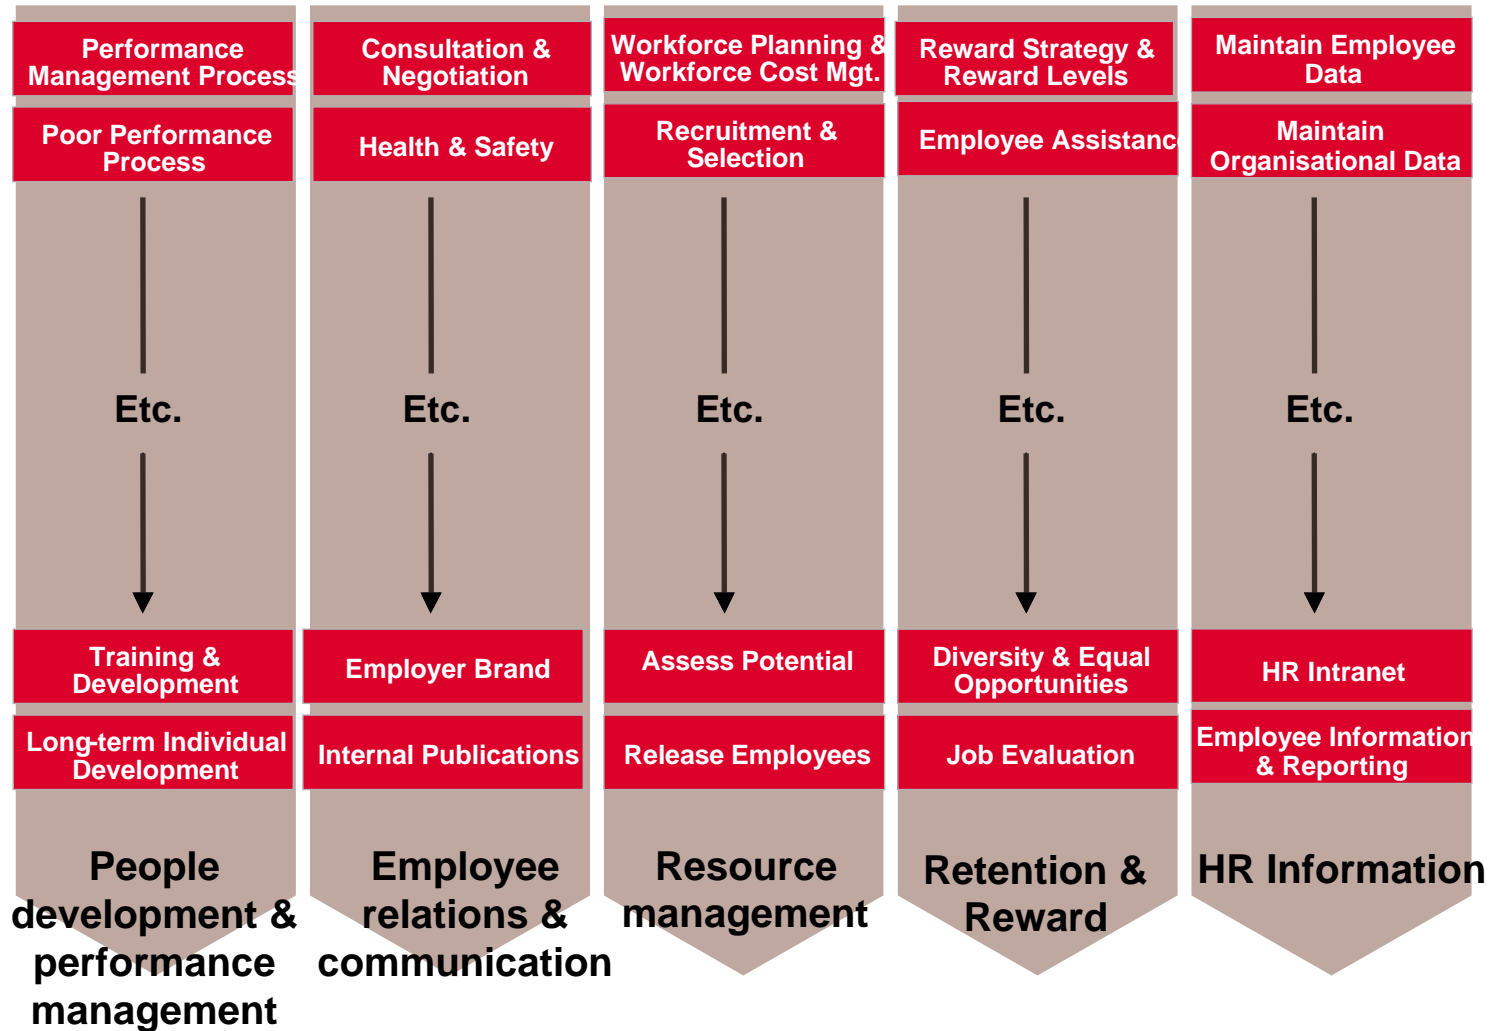 Performance
Management Process
Poor Performance
Process
Etc.
Training &
Development
Long-term Individual
Development
People
development &
performance
management
Consultation &
Negotiation
Health & Safety
Etc.
Employer Brand
Internal Publications
Employee
relations &
communication
Workforce Planning &
Workforce Cost Mgt.
Recruitment &
Selection
Etc.
Assess Potential
Release Employees
Resource
management
Reward Strategy &
Reward Levels
Employee Assistanc
Etc.
Diversity & Equal
Opportunities
Job Evaluation
Retention &
Reward
Maintain Employee
Data
Maintain
Organisational Data
Etc.
HR Intranet
Employee Information
& Reporting
HR Information